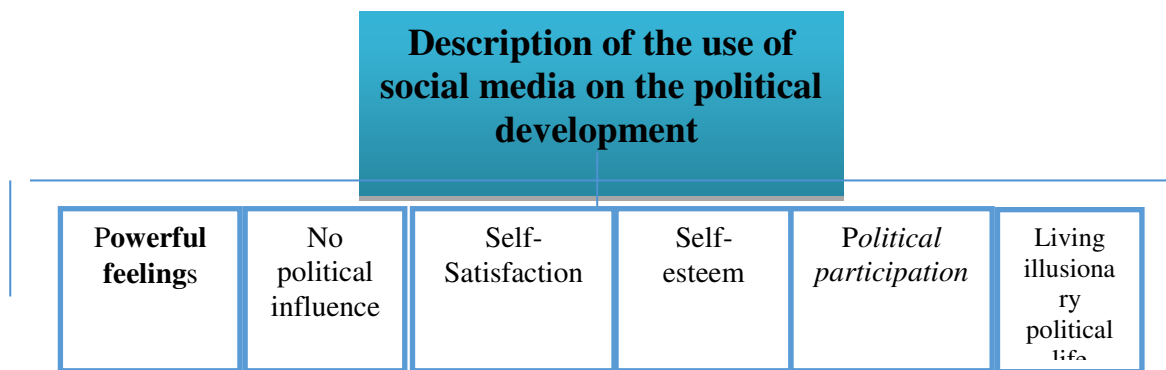 Description of the use of
social media on the political
development
Powerful
feelings
No
political
influence
Self-
Satisfaction
Self-
esteem
Political
participation
Living
illusiona
ry
political
life